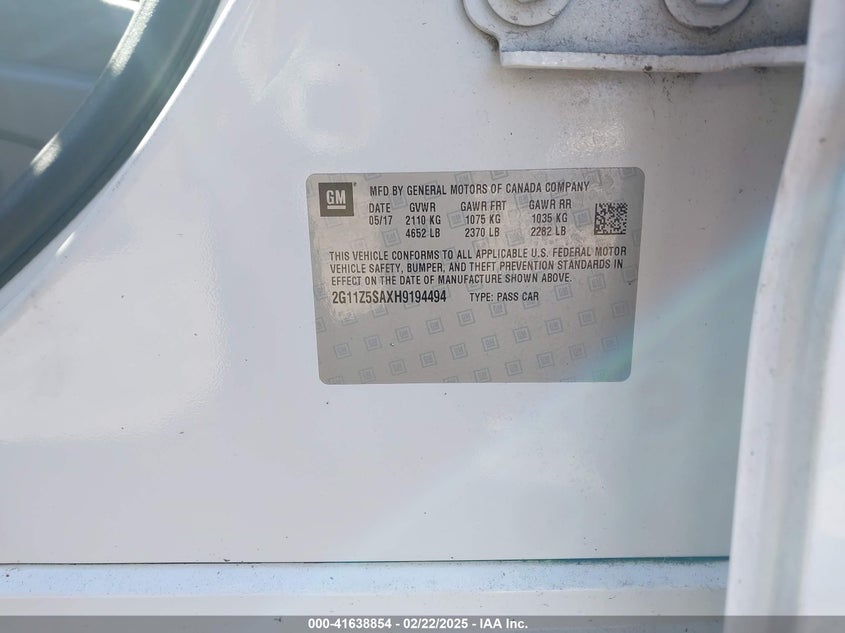 GM
MFD BY GENERAL MOTORS OF CANADA COMPANY
DATE GVWR GAWR FRT GAWR RR
05/17 2110 KG 1075 KG 1035 KG
4652 LB 2370 LB 2282 LB
THIS VEHICLE CONFORMS TO ALL APPLICABLE U.S. FEDERAL MOTOR
VEHICLE SAFETY, BUMPER, AND THEFT PREVENTION STANDARDS IN
EFFECT ON THE DATE OF MANUFACTURE SHOWN ABOVE.
2G11Z5SAXH9194494 TYPE: PASS CAR
000-41638854 - 02/22/2025 - IAA Inc.